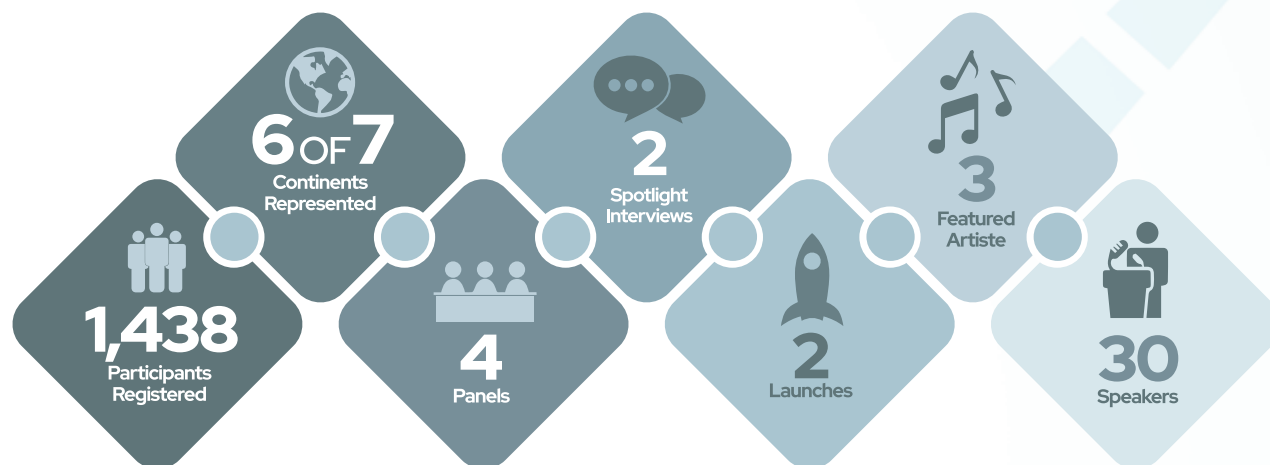 1,438
Participants
Registered
6 OF 7
Continents
Represented
4
Panels
2
Spotlight
Interviews
2
Launches
3
Featured
Artiste
30
Speakers